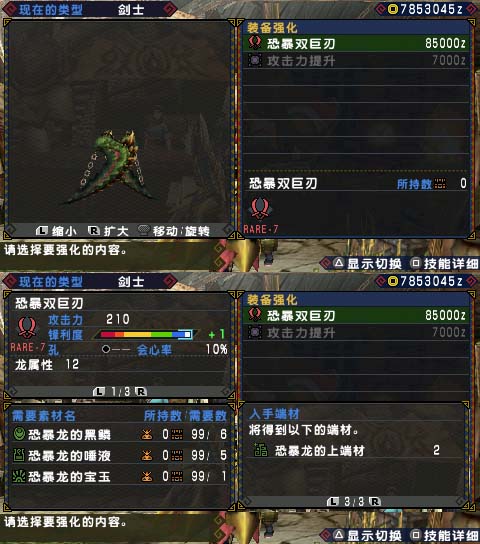 现在的类型 剑士 7853045z
装备强化
恐暴双巨刃 85000z
攻击力提升 7000z
恐暴双巨刃 所持数 0
RARE-7
L 缩小 R 扩大 移动/旋转
请选择要强化的内容。
△ 显示切换 □ 技能详细
现在的类型 剑士 7853045z
恐暴双巨刃
攻击力 210
锋利度 +1
RARE-7 孔 ●-- 会心率 10%
龙属性 12
L 1/3 R
装备强化
恐暴双巨刃 85000z
攻击力提升 7000z
需要素材名 所持数/需要数
恐暴龙的黑鳞 0 99/ 6
恐暴龙的唾液 0 99/ 5
恐暴龙的宝玉 0 99/ 1
入手端材
将得到以下的端材。
恐暴龙的上端材 2
L 3/3 R
请选择要强化的内容。
△ 显示切换 □ 技能详细